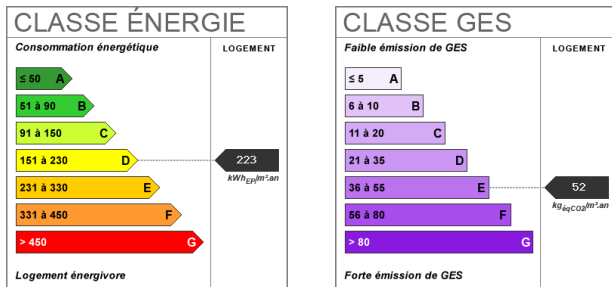 CLASSE ÉNERGIE
Consommation énergétique
LOGEMENT
≤ 50 A
51 à 90 B
91 à 150 C
151 à 230 D
223
kWhEP/m².an
231 à 330 E
331 à 450 F
> 450 G
Logement énergivore
CLASSE GES
Faible émission de GES
LOGEMENT
≤ 5 A
6 à 10 B
11 à 20 C
21 à 35 D
36 à 55 E
52
kgéqCO2/m².an
56 à 80 F
> 80 G
Forte émission de GES